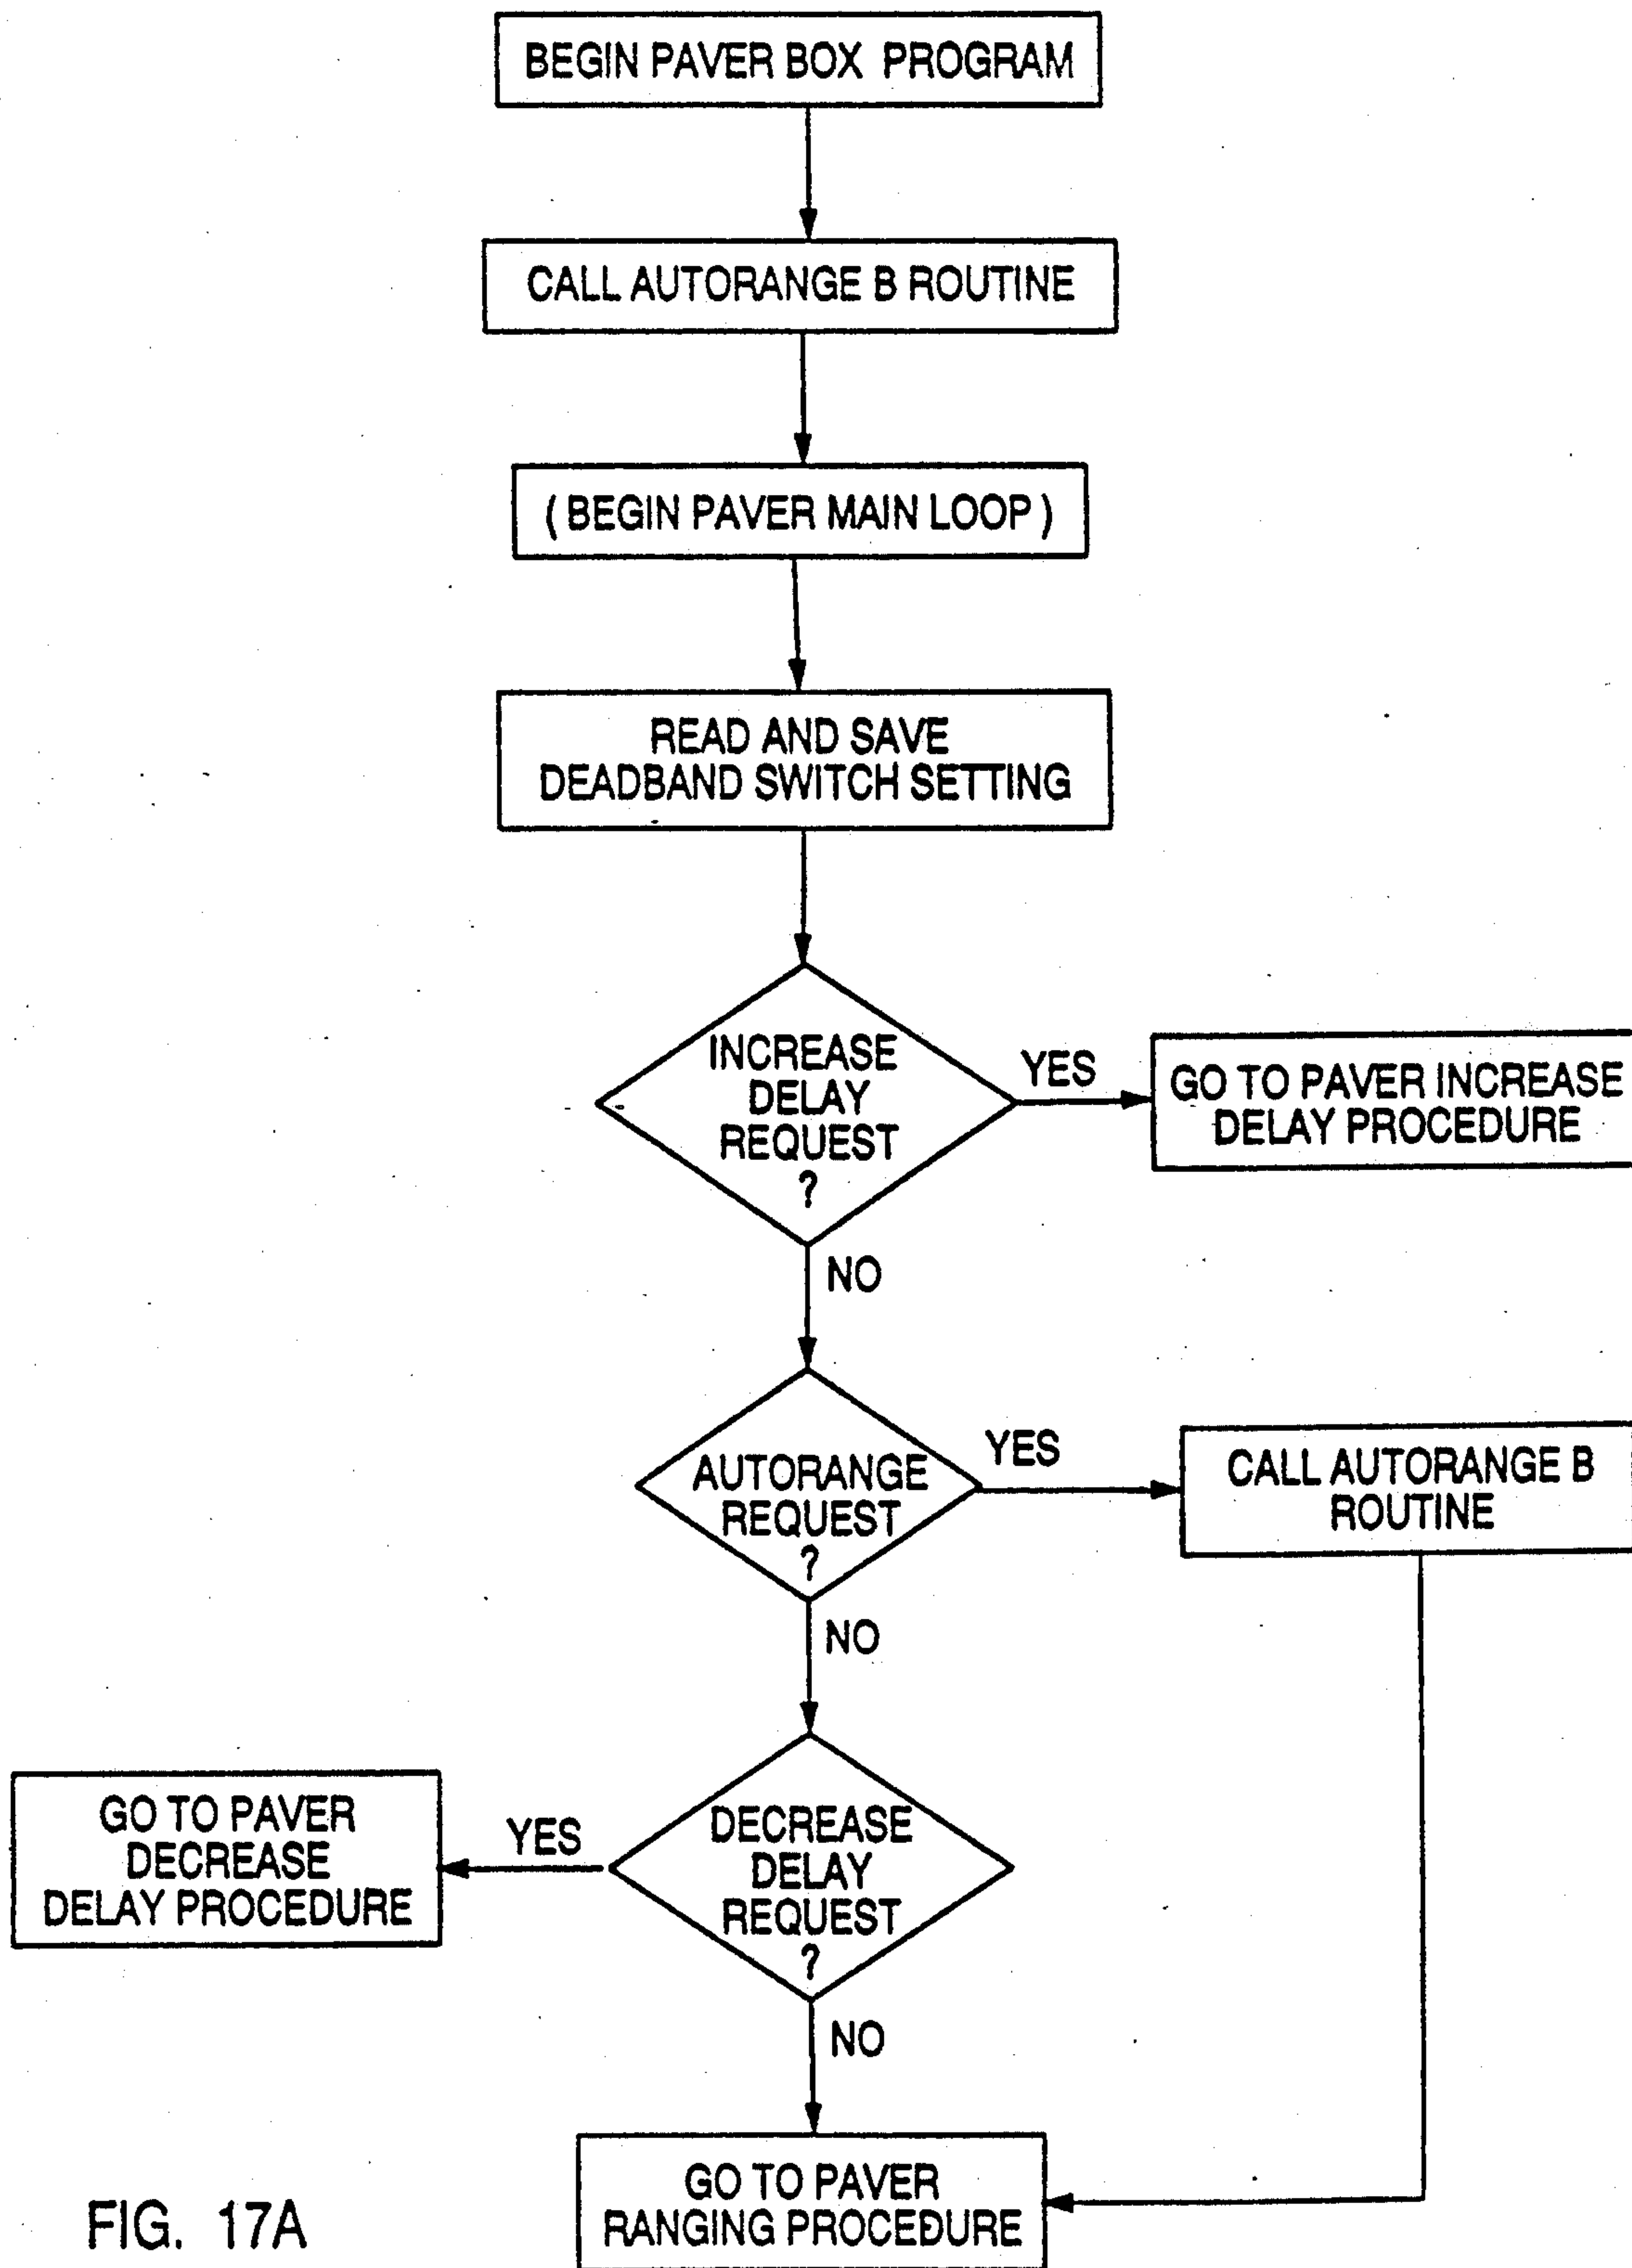 BEGIN PAVER BOX PROGRAM
CALL AUTORANGE B ROUTINE
( BEGIN PAVER MAIN LOOP )
READ AND SAVE
DEADBAND SWITCH SETTING
INCREASE
DELAY
REQUEST
?
YES
GO TO PAVER INCREASE
DELAY PROCEDURE
NO
AUTORANGE
REQUEST
?
YES
CALL AUTORANGE B
ROUTINE
NO
DECREASE
DELAY
REQUEST
?
YES
GO TO PAVER
DECREASE
DELAY PROCEDURE
NO
GO TO PAVER
RANGING PROCEDURE
FIG. 17A